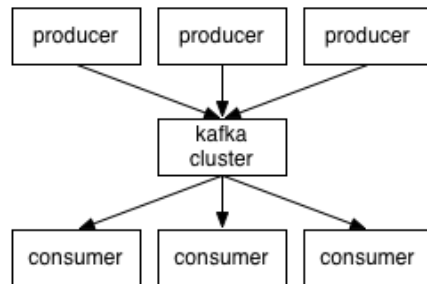 producer
producer
producer
kafka
cluster
consumer
consumer
consumer